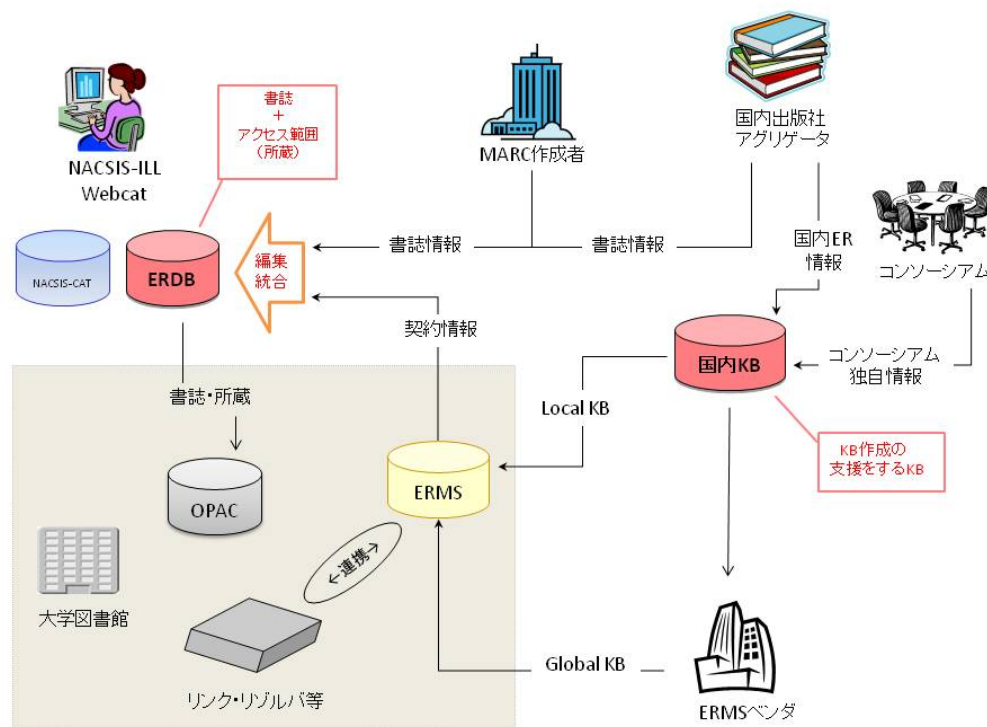 書誌
+
アクセス範囲
(所蔵)
NACSIS-ILL
Webcat
MARC作成者
国内出版社
アグリゲータ
書誌情報
書誌情報
国内ER
情報
コンソーシアム
NACSIS-CAT
ERDB
編集
統合
契約情報
国内KB
コンソーシアム
独自情報
書誌・所蔵
Local KB
KB作成の
支援をするKB
OPAC
ERMS
←連携→
大学図書館
リンク・リゾルバ等
Global KB
ERMSベンダ